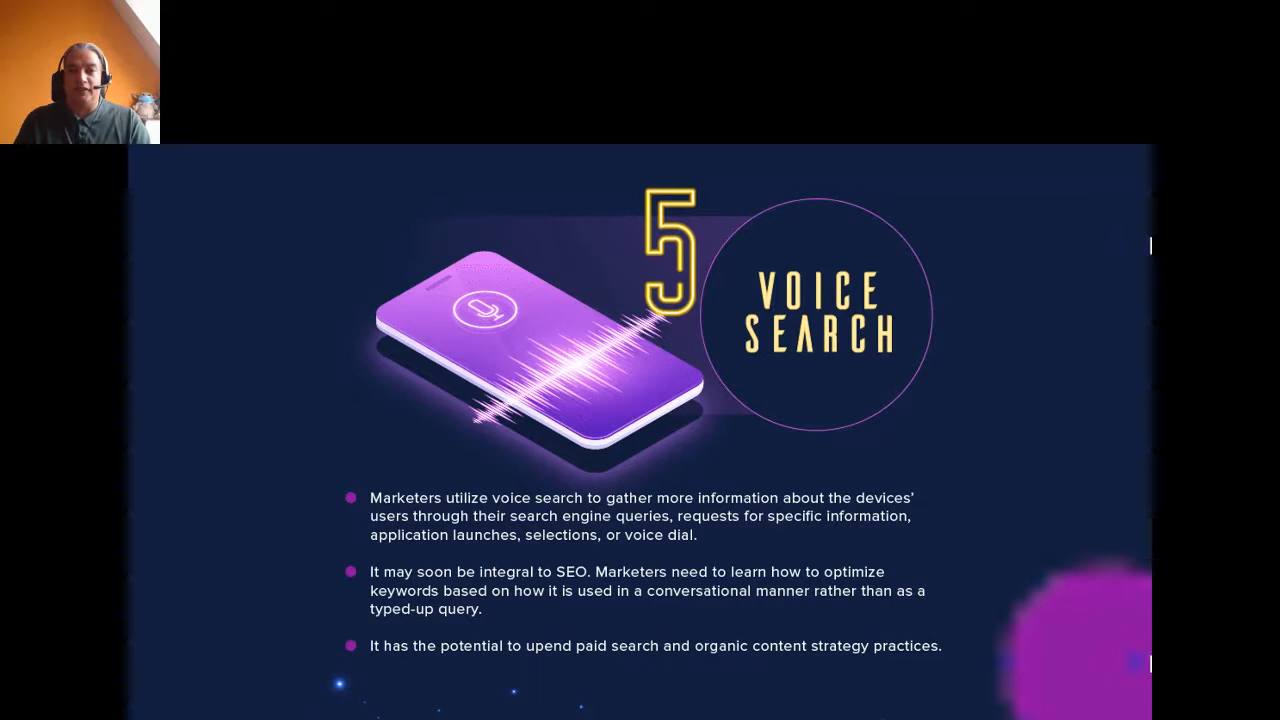 5
VOICE
SEARCH
Marketers utilize voice search to gather more information about the devices’
users through their search engine queries, requests for specific information,
application launches, selections, or voice dial.
It may soon be integral to SEO. Marketers need to learn how to optimize
keywords based on how it is used in a conversational manner rather than as a
typed-up query.
It has the potential to upend paid search and organic content strategy practices.